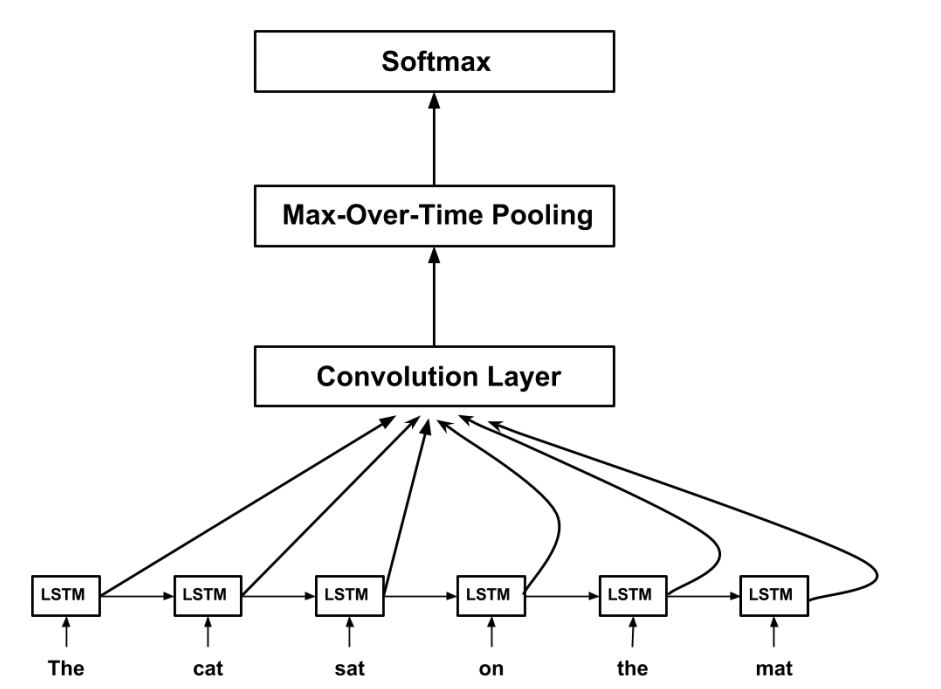 Softmax
Max-Over-Time Pooling
Convolution Layer
LSTM LSTM LSTM LSTM LSTM LSTM
The cat sat on the mat